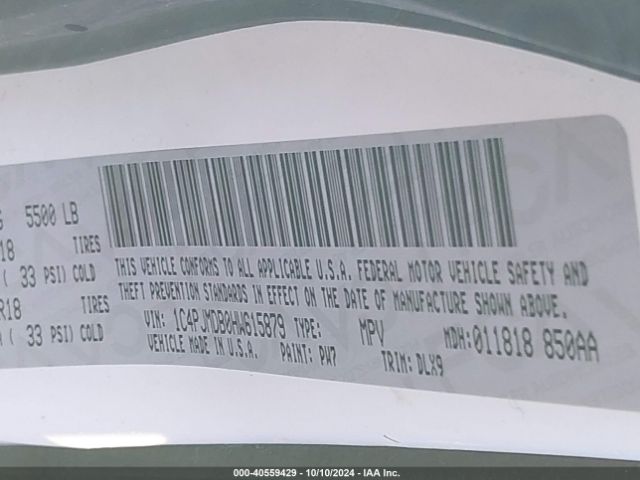 5500 LB
R18 TIRES
( 33 PSI) COLD
R18 TIRES
( 33 PSI) COLD
THIS VEHICLE CONFORMS TO ALL APPLICABLE U.S.A. FEDERAL MOTOR VEHICLE SAFETY AND
THEFT PREVENTION STANDARDS IN EFFECT ON THE DATE OF MANUFACTURE SHOWN ABOVE.
VIN: 1C4PJMDB0HW615879 TYPE: MPV MDH:011818 850AA
VEHICLE MADE IN U.S.A. PAINT: PW7 TRIM: DLX9
000-40559429 - 10/10/2024 - IAA Inc.